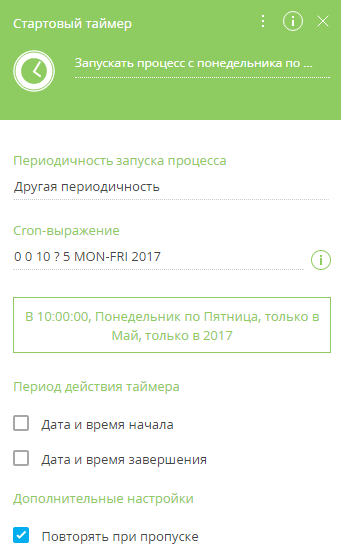 Стартовый таймер
Запускать процесс с понедельника по ...
Периодичность запуска процесса
Другая периодичность
Cron-выражение
0 0 10 ? 5 MON-FRI 2017
В 10:00:00, Понедельник по Пятница, только в
Май, только в 2017
Период действия таймера
Дата и время начала
Дата и время завершения
Дополнительные настройки
Повторять при пропуске